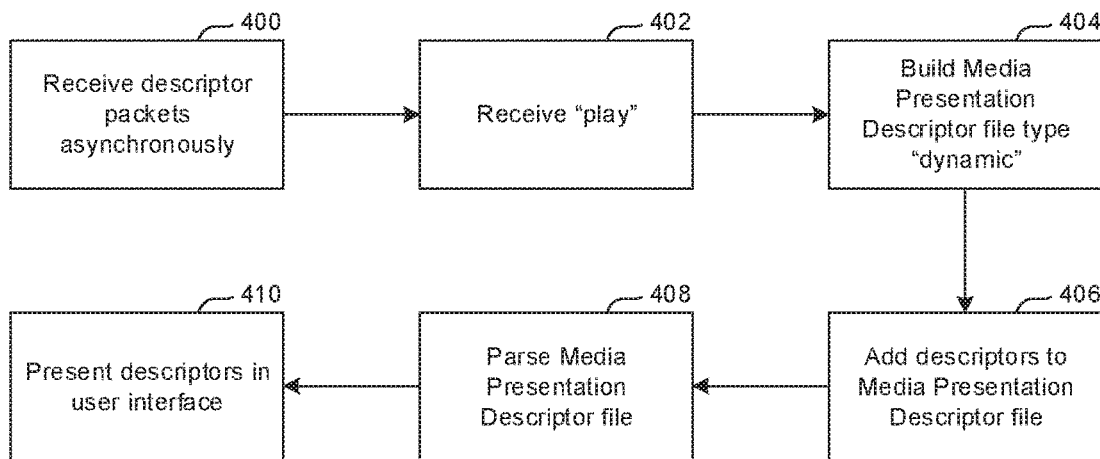 400
Receive descriptor
packets
asynchronously
402
Receive “play”
404
Build Media
Presentation
Descriptor file type
“dynamic”
406
Add descriptors to
Media Presentation
Descriptor file
408
Parse Media
Presentation
Descriptor file
410
Present descriptors in
user interface